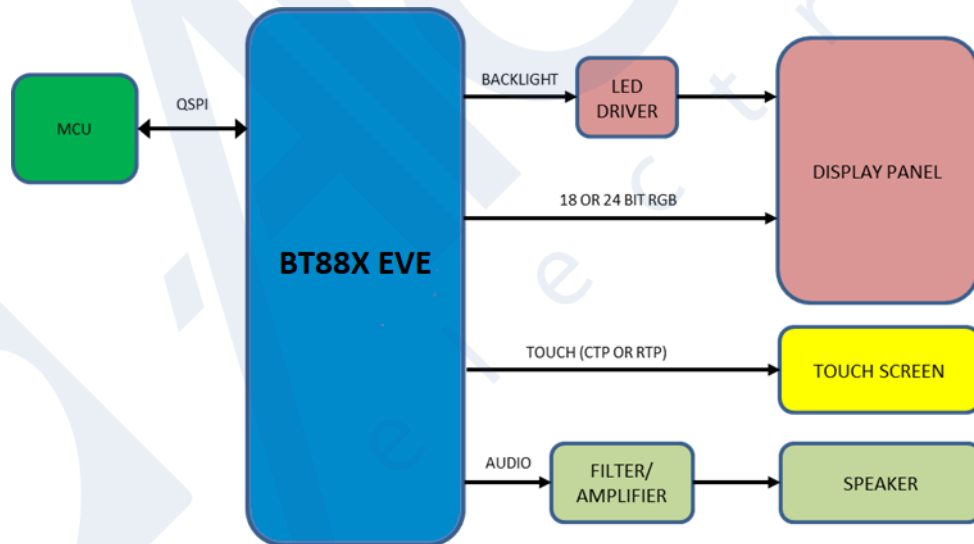 MCU
QSPI
BT88X EVE
BACKLIGHT
LED
DRIVER
DISPLAY PANEL
18 OR 24 BIT RGB
TOUCH (CTP OR RTP)
TOUCH SCREEN
AUDIO
FILTER/
AMPLIFIER
SPEAKER